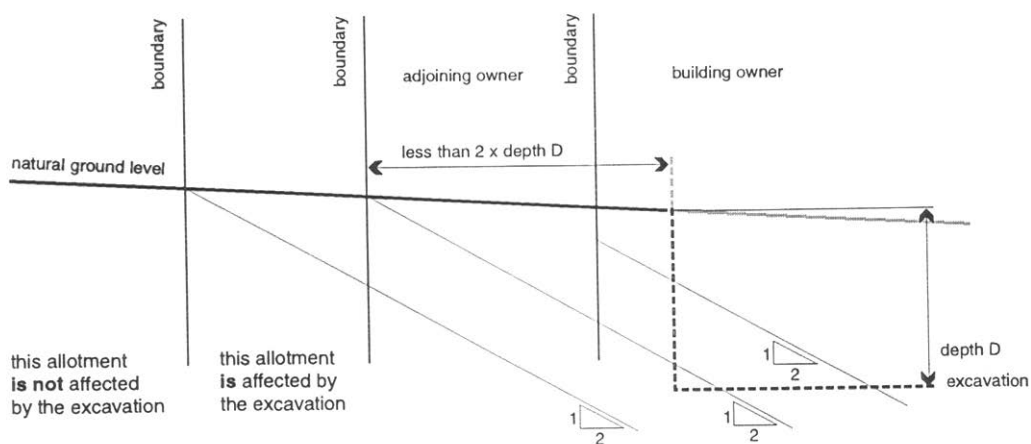 boundary
boundary
adjoining owner
boundary
building owner
less than 2 x depth D
natural ground level
this allotment
is not affected
by the excavation
this allotment
is affected by
the excavation
1
2
depth D
excavation
1
2
1
2